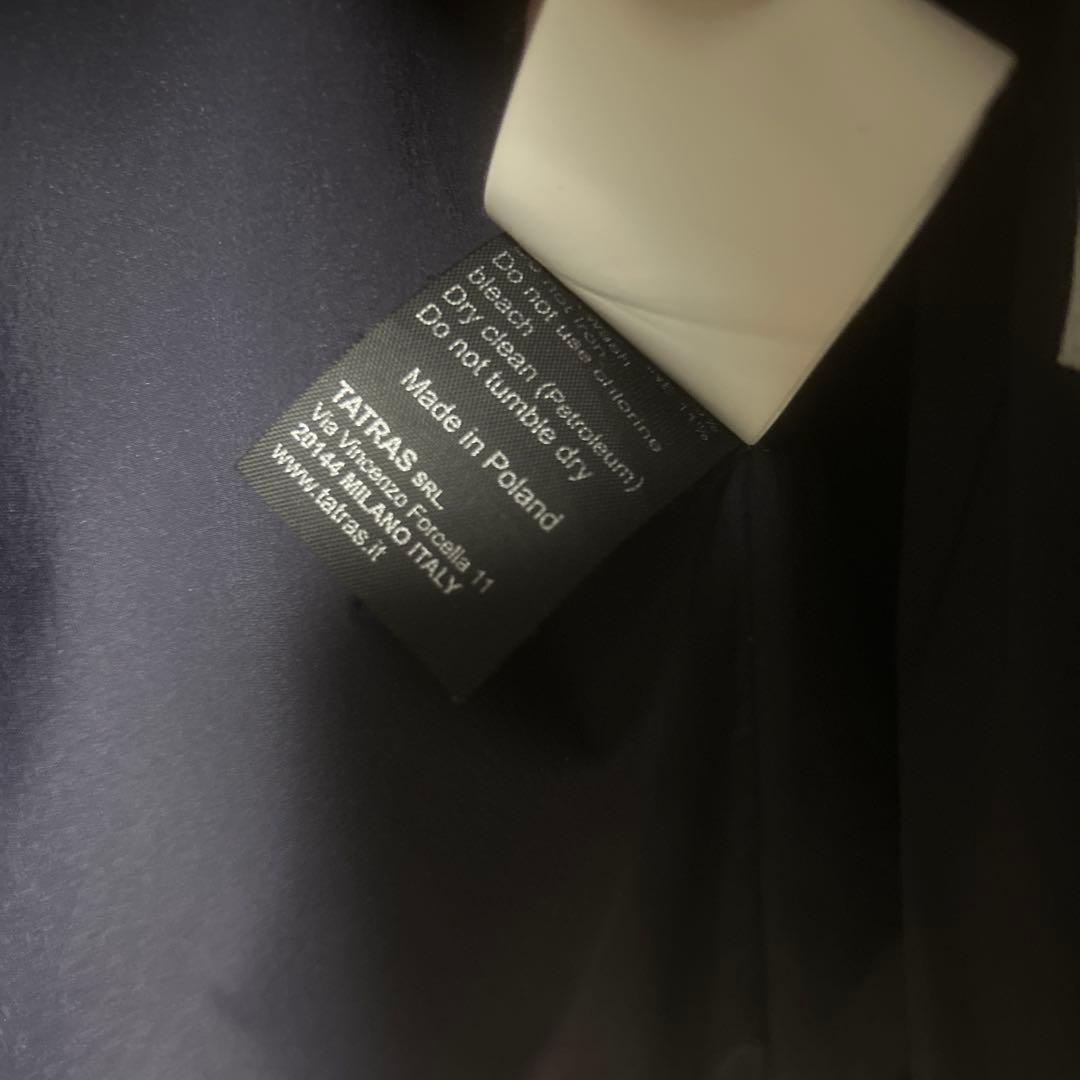 Do not use chlorine
bleach
Dry clean (Petroleum)
Do not tumble dry
Made in Poland
TATRAS SRL
Via Vincenzo Forcella 11
20144 MILANO ITALY
www.tatras.it